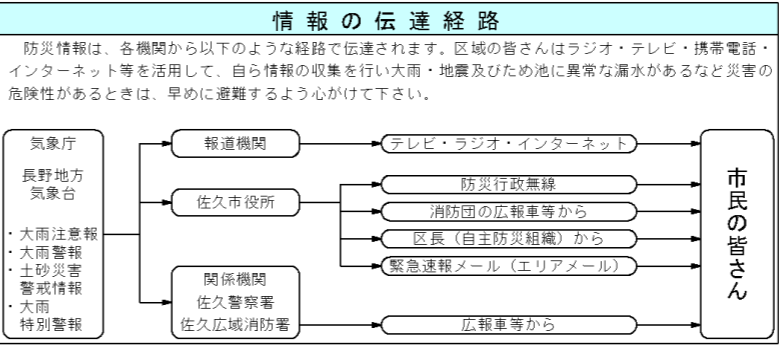 情報の伝達経路
防災情報は、各機関から以下のような経路で伝達されます。区域の皆さんはラジオ・テレビ・携帯電話・
インターネット等を活用して、自ら情報の収集を行い大雨・地震及びため池に異常な漏水があるなど災害の
危険性があるときは、早めに避難するよう心がけて下さい。
気象庁
長野地方
気象台
・大雨注意報
・大雨警報
・土砂災害
警戒情報
・大雨
特別警報
報道機関
佐久市役所
関係機関
佐久警察署
佐久広域消防署
テレビ・ラジオ・インターネット
防災行政無線
消防団の広報車等から
区長（自主防災組織）から
緊急速報メール（エリアメール）
広報車等から
市民の皆さん